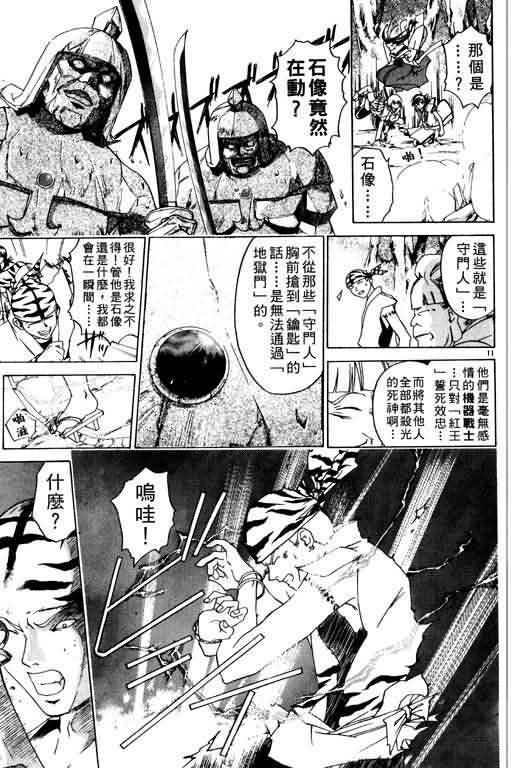 那個是
……?
啪!
石像……
石像竟然
在動?
這些就是「
守門人」
……
11
他們是毫無感
情的機器戰士
……只對「紅王
」誓死效忠…
而將其他人
全部都殺光
的死神啊…
不從那些「守門人」
胸前搶到「鑰匙」的
話……是無法通過「
地獄門」的。
很好!我求之不
得!管他是石像
還是什麼,我都
會在一瞬間……
啪
滋
嗚哇!
什麼?